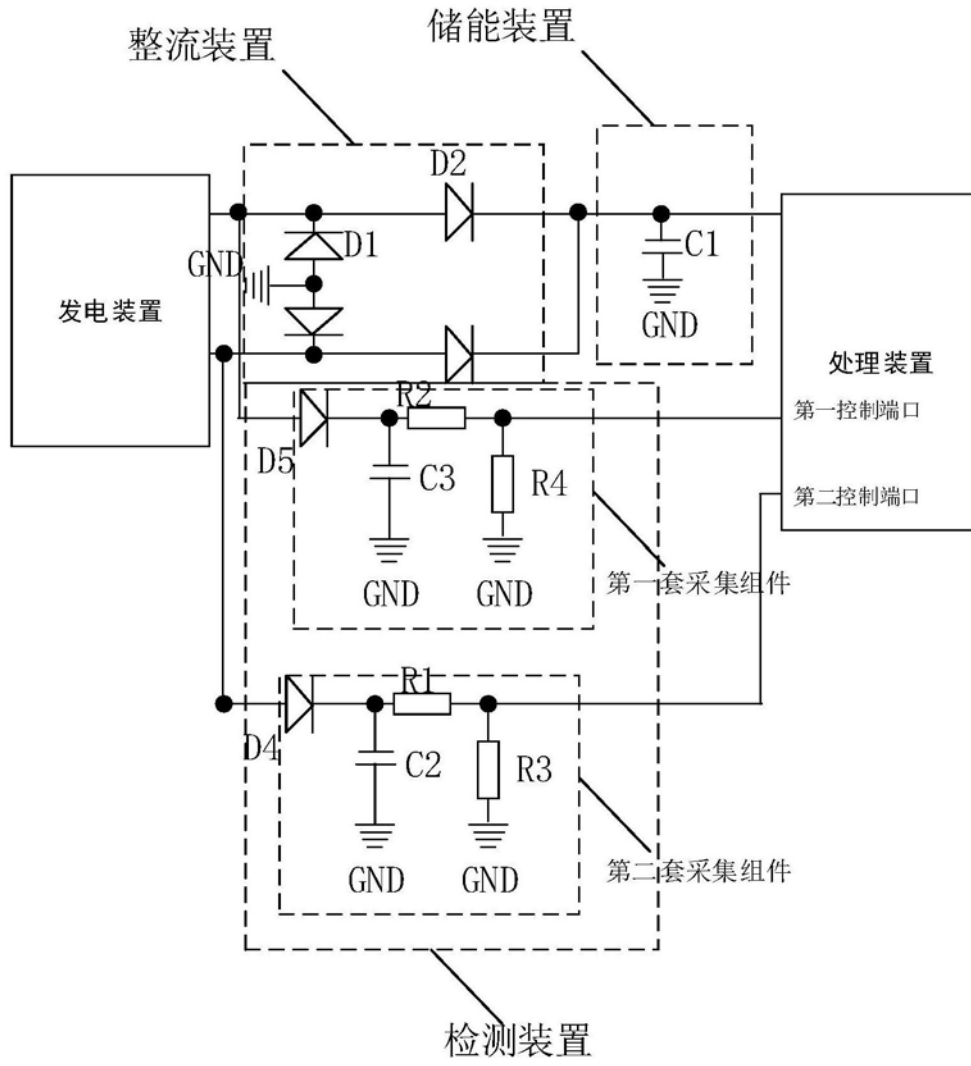 整流装置
储能装置
D2
D1
GND
C1
GND
发电装置
处理装置
第一控制端口
第二控制端口
R2
D5
C3
R4
GND
GND
第一套采集组件
R1
D4
C2
R3
GND
GND
第二套采集组件
检测装置